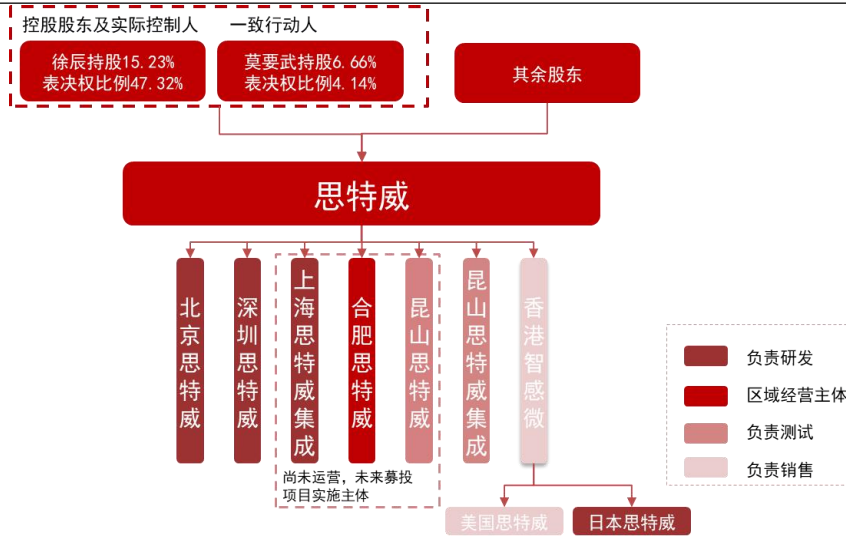 控股股东及实际控制人
一致行动人
徐辰持股15.23%
表决权比例47.32%
莫要武持股6.66%
表决权比例4.14%
其余股东
思特威
北京思特威
深圳思特威
上海思特威集成
合肥思特威
昆山思特威
昆山思特威集成
香港智感微
尚未运营，未来募投
项目实施主体
美国思特威
日本思特威
负责研发
区域经营主体
负责测试
负责销售